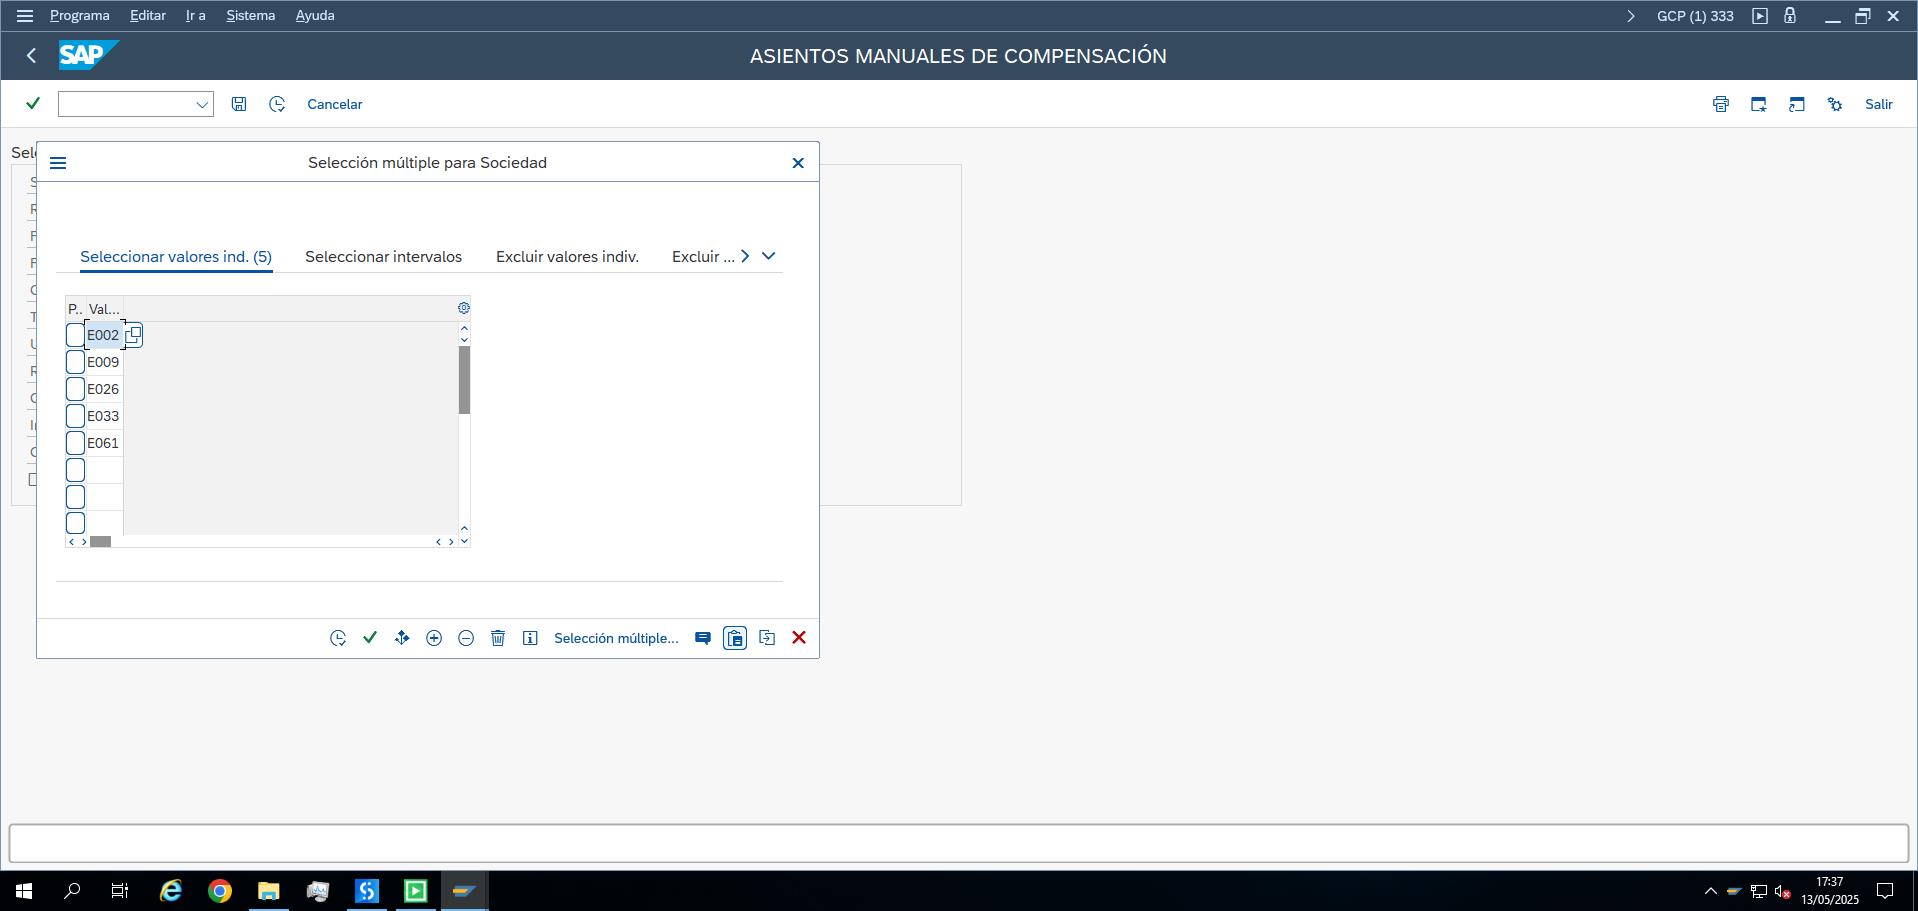 Programa Editar Ir a Sistema Ayuda GCP (1) 333
SAP ASIENTOS MANUALES DE COMPENSACIÓN
Cancelar Salir
Sel
Selección múltiple para Sociedad
Seleccionar valores ind. (5) Seleccionar intervalos Excluir valores indiv. Excluir ...
P.. Val...
E002
E009
E026
E033
E061
Selección múltiple...
17:37
13/05/2025